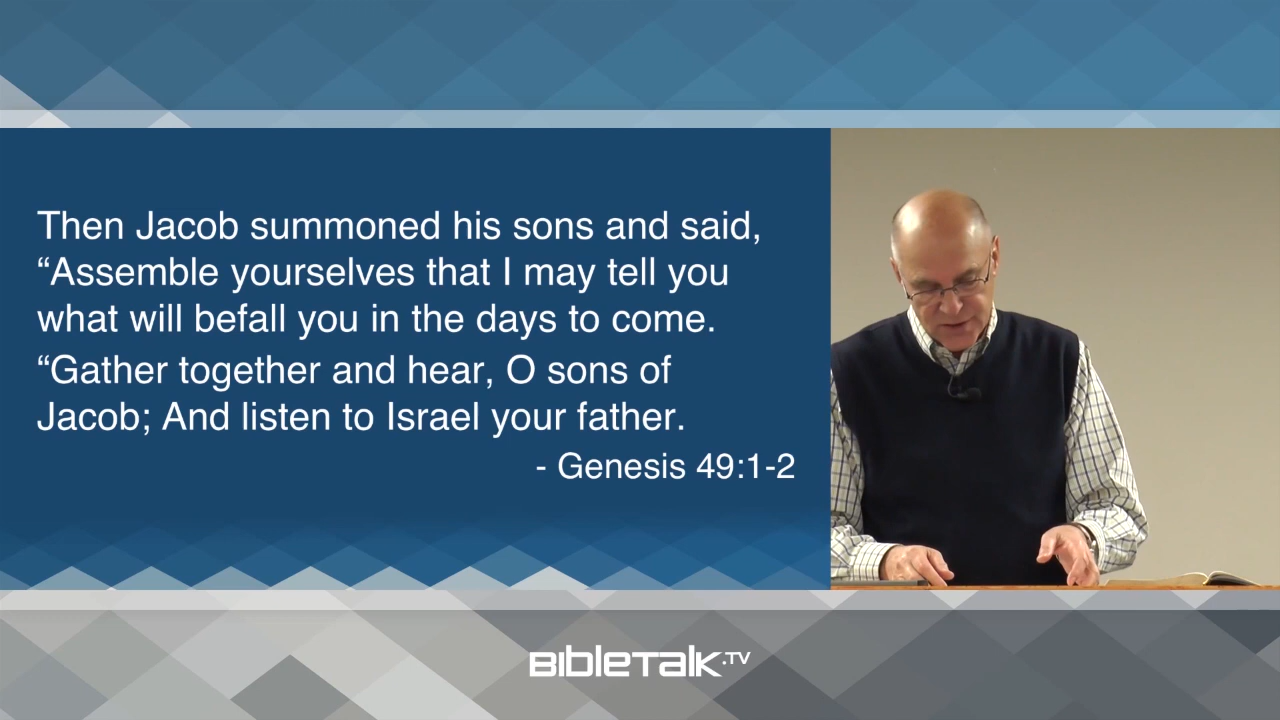 Then Jacob summoned his sons and said,
“Assemble yourselves that I may tell you
what will befall you in the days to come.
“Gather together and hear, O sons of
Jacob; And listen to Israel your father.
- Genesis 49:1-2
BIBLETALK.TV